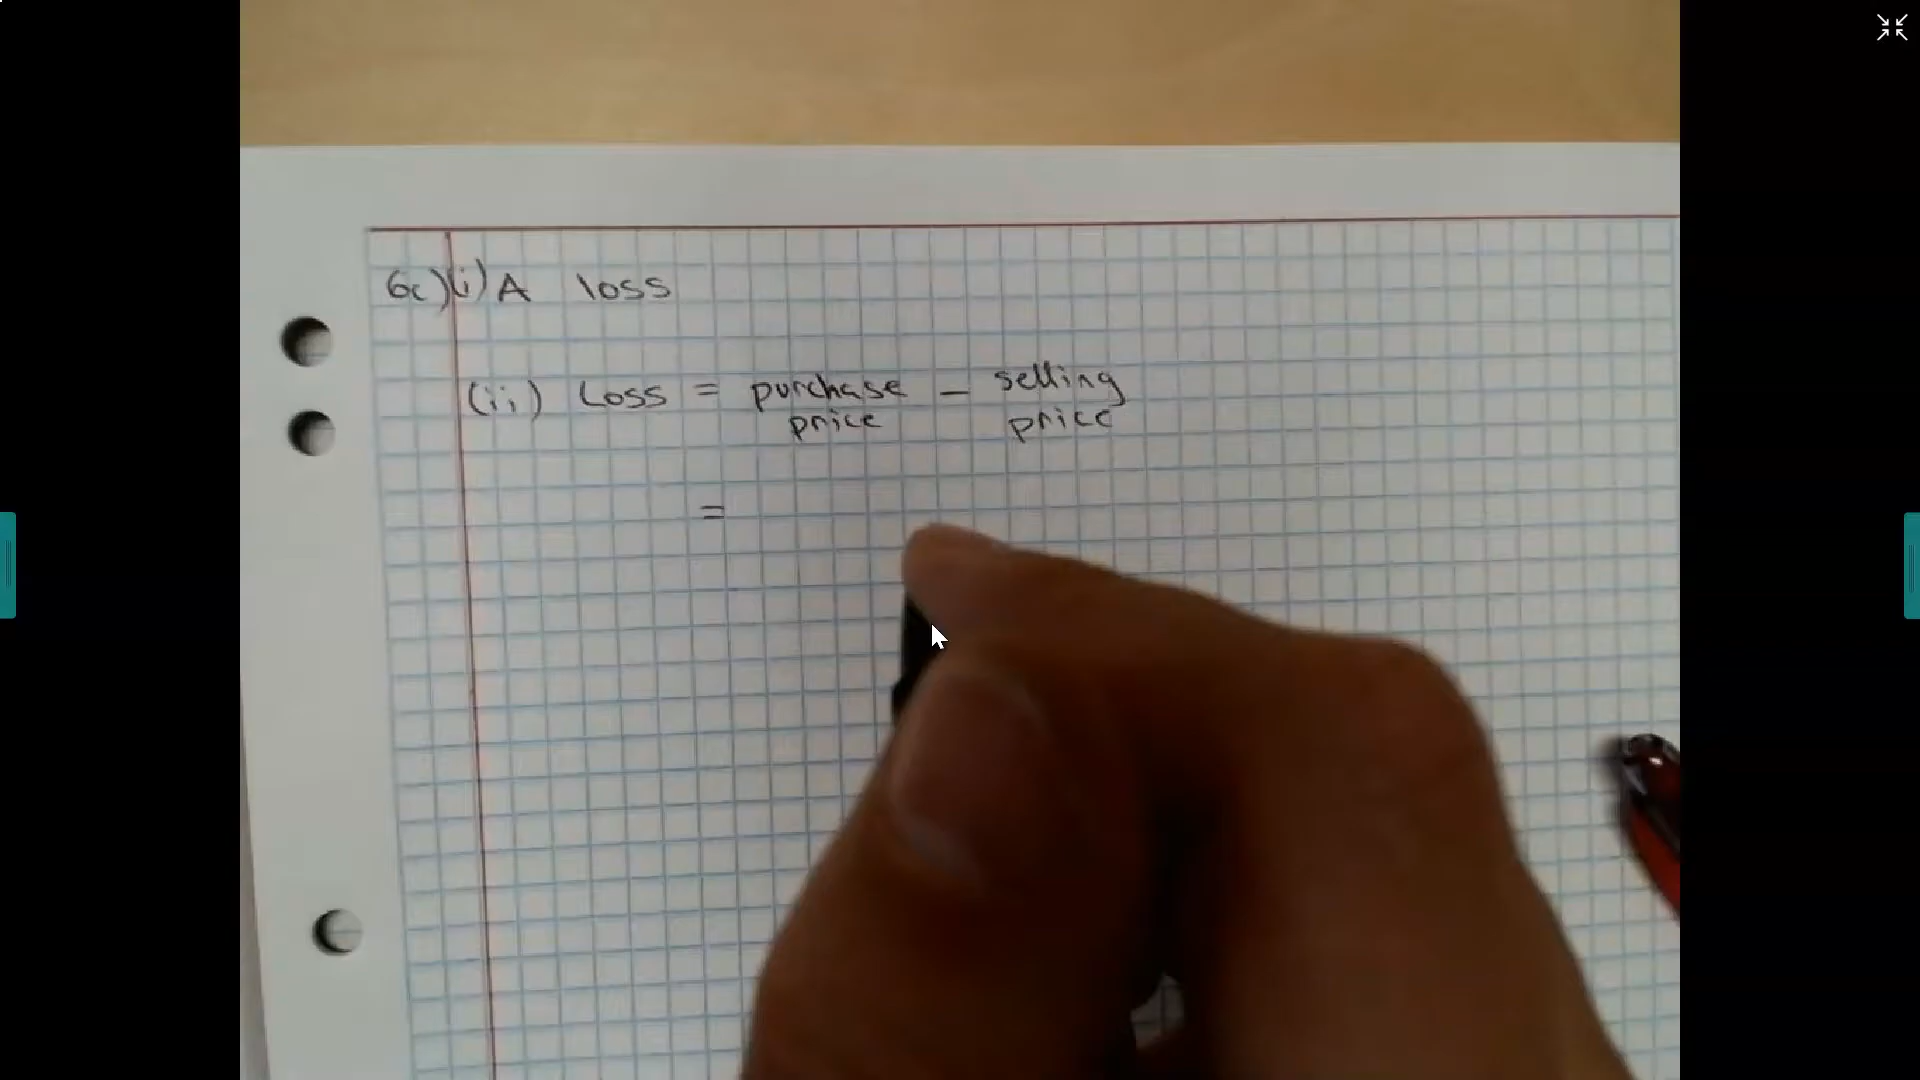 6c)(i) A loss
(ii) Loss = purchase price - selling price
=